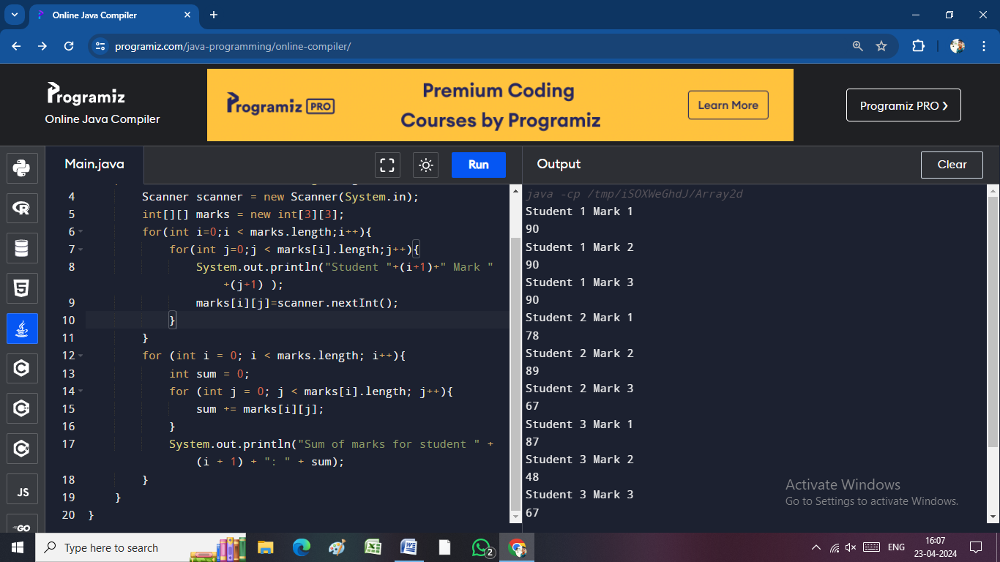 Online Java Compiler
programiz.com/java-programming/online-compiler/
Programiz
Online Java Compiler
Programiz PRO
Premium Coding
Courses by Programiz
Learn More
Programiz PRO ❯
Main.java
Run
Output
Clear
4 Scanner scanner = new Scanner(System.in);
5 int[][] marks = new int[3][3];
6 for(int i=0;i < marks.length;i++){
7 for(int j=0;j < marks[i].length;j++){
8 System.out.println("Student "+(i+1)+" Mark "
+(j+1) );
9 marks[i][j]=scanner.nextInt();
10 }
11 }
12 for (int i = 0; i < marks.length; i++){
13 int sum = 0;
14 for (int j = 0; j < marks[i].length; j++){
15 sum += marks[i][j];
16 }
17 System.out.println("Sum of marks for student " +
(i + 1) + ": " + sum);
18 }
19 }
20 }
java -cp /tmp/iSOXWeGhdJ/Array2d
Student 1 Mark 1
90
Student 1 Mark 2
90
Student 1 Mark 3
90
Student 2 Mark 1
78
Student 2 Mark 2
89
Student 2 Mark 3
67
Student 3 Mark 1
87
Student 3 Mark 2
48
Student 3 Mark 3
67
JS
GO
Activate Windows
Go to Settings to activate Windows.
Type here to search
2
ENG
16:07
23-04-2024